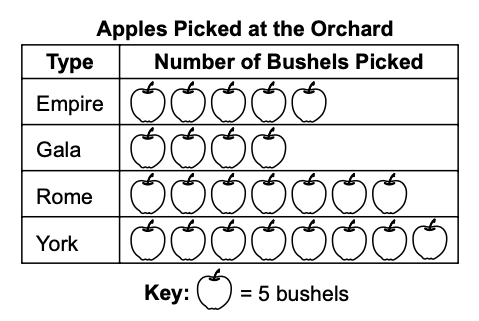 Apples Picked at the Orchard
Type Number of Bushels Picked
Empire
Gala
Rome
York
Key: = 5 bushels